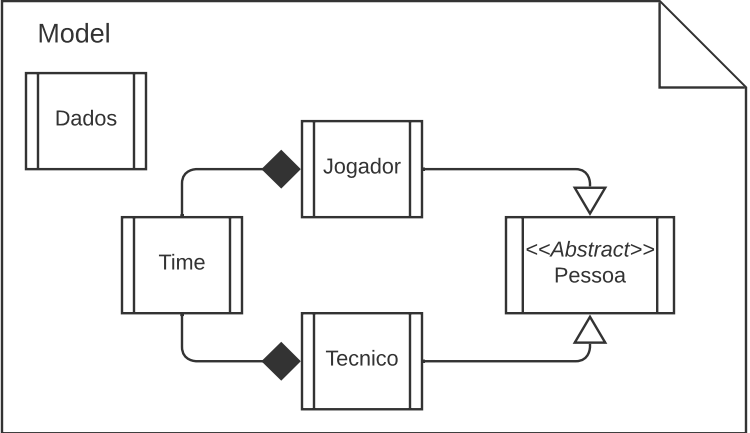 Model
Dados
Jogador
Time
<<Abstract>>
Pessoa
Tecnico